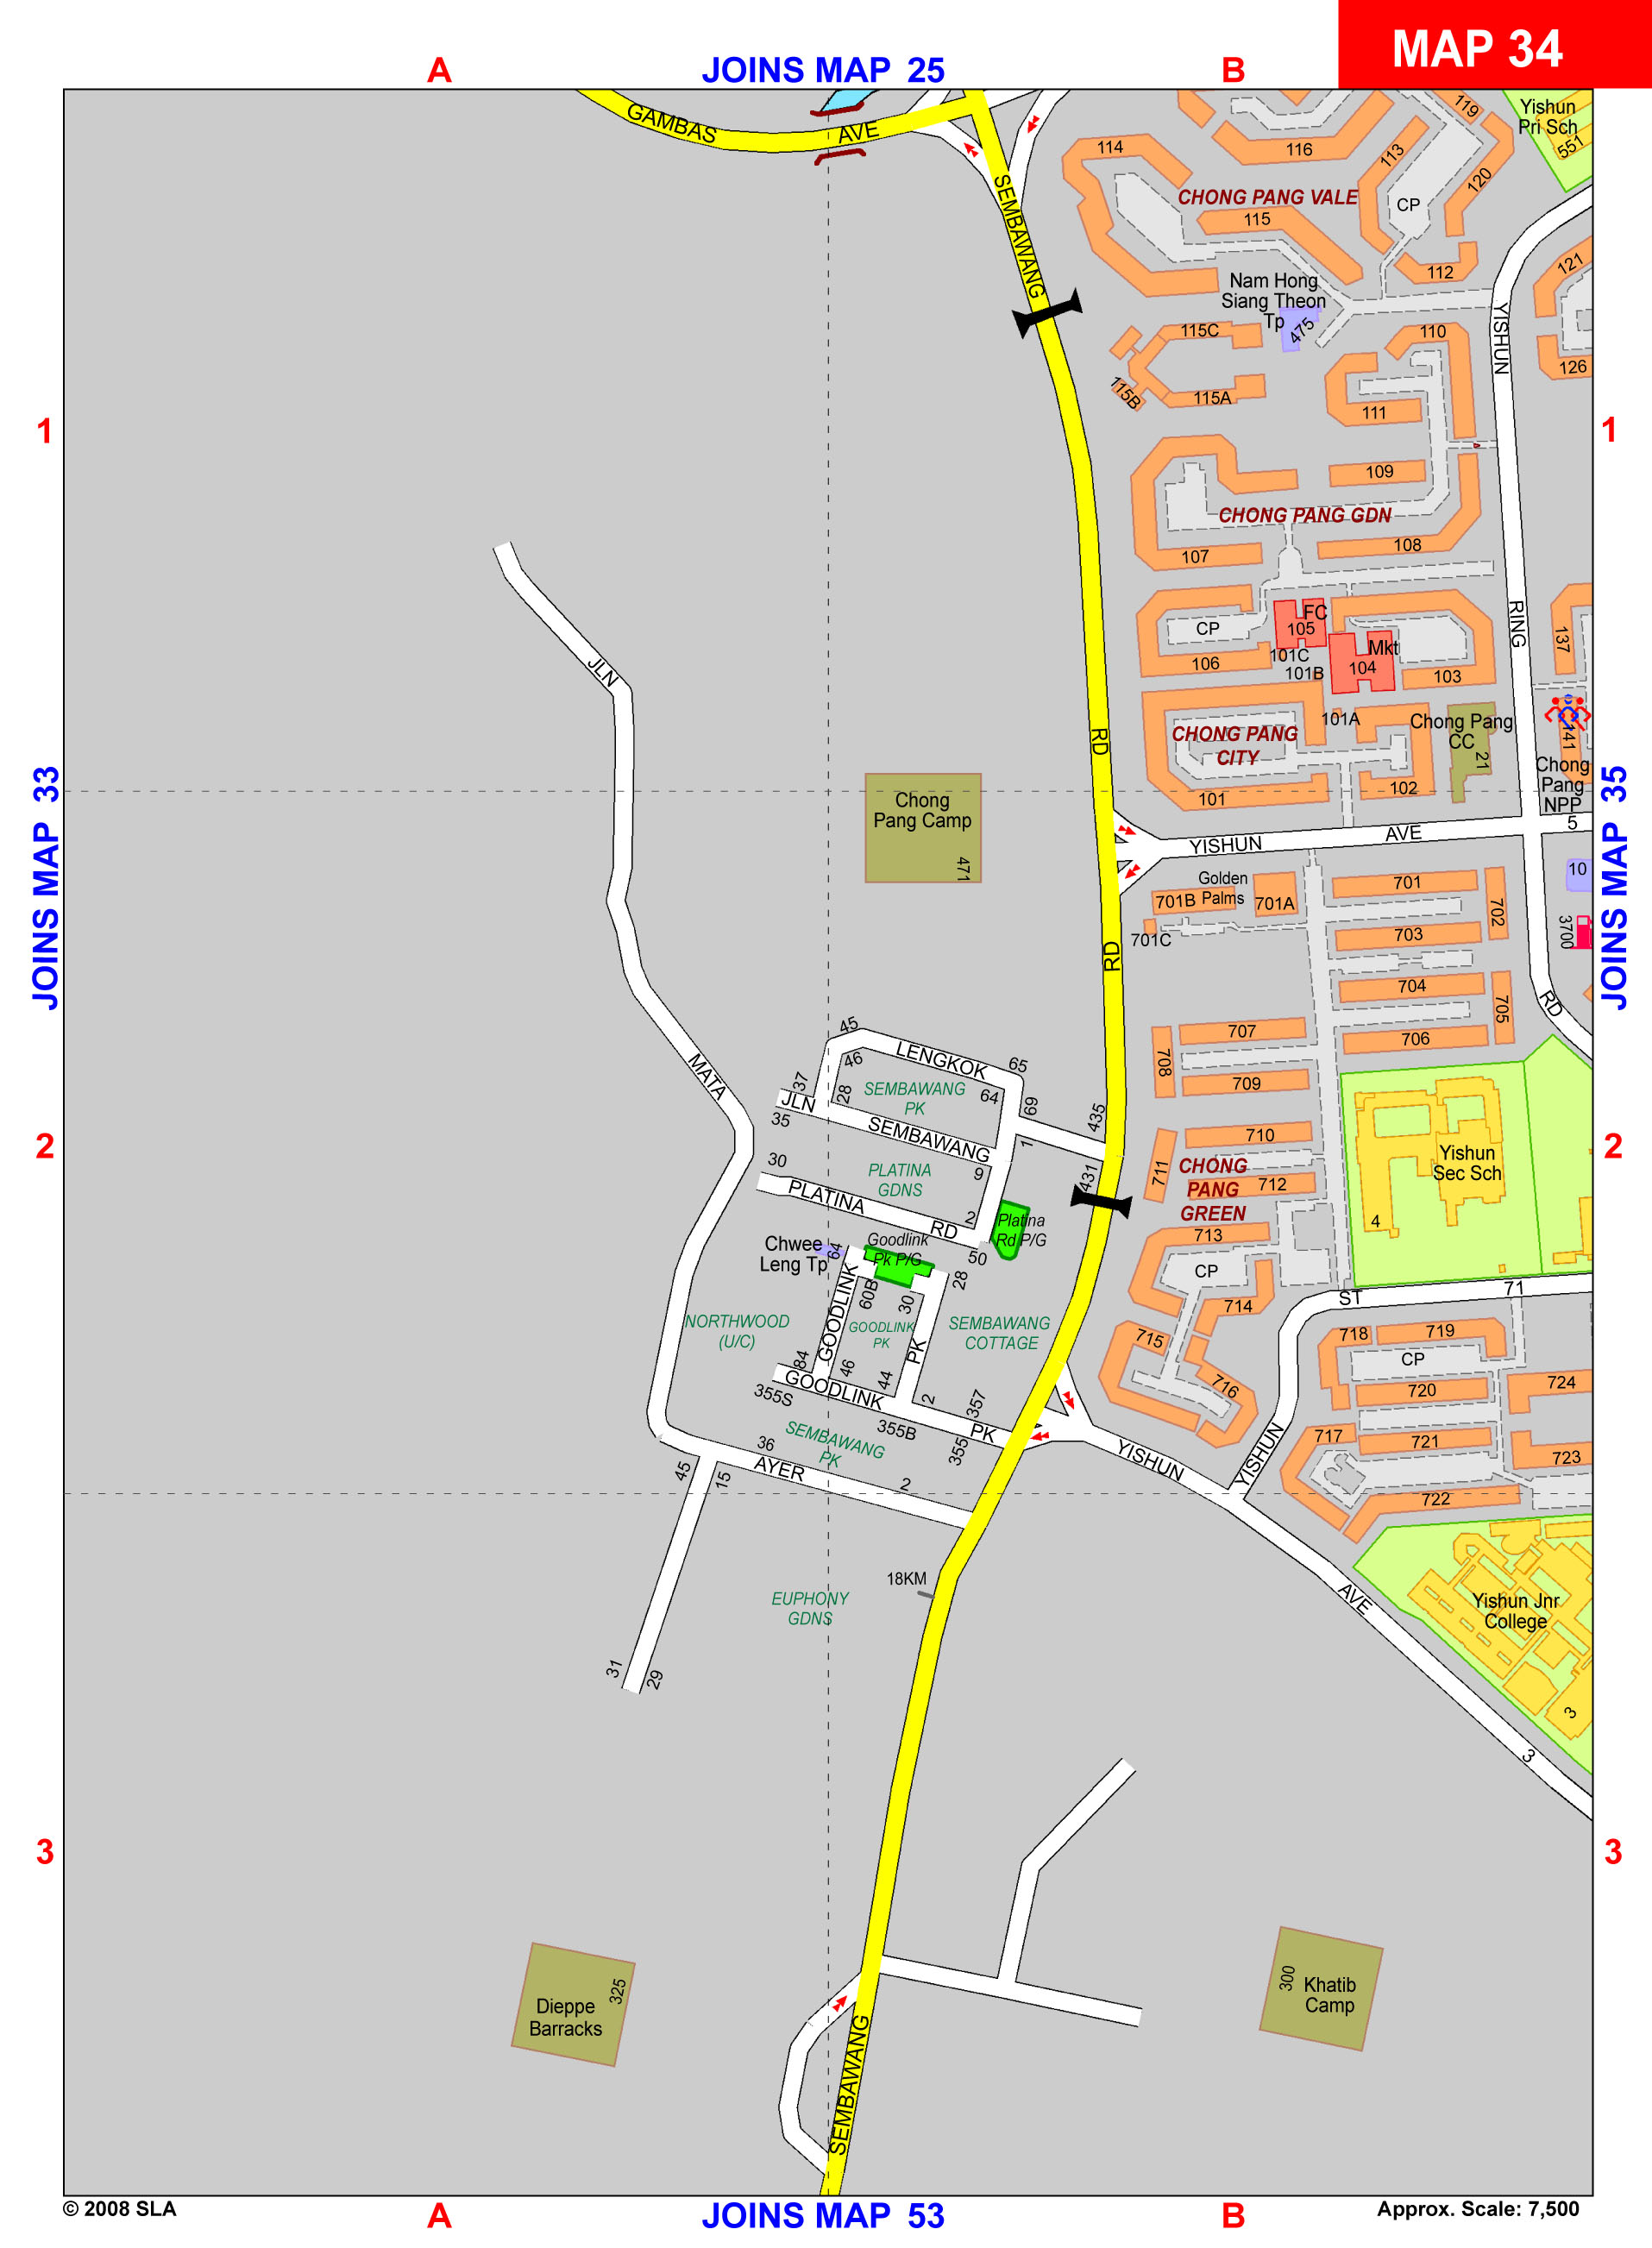 MAP 34
A
JOINS MAP 25
B
GAMBAS
AVE
SEMBAWANG
119
Yishun
Pri Sch
551
114
116
113
120
CHONG PANG VALE
115
CP
112
121
Nam Hong
Siang Theon
Tp
475
115C
110
YISHUN
126
115B
115A
111
1
1
109
CHONG PANG GDN
107
108
RING
CP
FC
105
137
106
101C
101B
Mkt
104
103
JLN
RD
CHONG PANG
CITY
101A
Chong Pang
CC
21
141
Chong
Pang
NPP
101
102
JOINS MAP 33
JOINS MAP 35
Chong
Pang Camp
471
YISHUN
AVE
5
Golden
Palms
701B
701A
701
702
10
701C
703
3700
RD
704
705
RD
706
45
46
LENGKOK
65
707
708
709
MATA
37
28
SEMBAWANG
PK
64
69
435
JLN
35
SEMBAWANG
1
710
Yishun
Sec Sch
2
2
30
PLATINA
GDNS
9
431
711
CHONG
PANG
GREEN
712
PLATINA
RD
2
Platina
Rd P/G
4
713
Chwee
Leng Tp
64
Goodlink
Pk P/G
50
CP
28
60B
30
GOODLINK
714
ST
71
NORTHWOOD
(U/C)
GOODLINK
PK
PK
SEMBAWANG
COTTAGE
715
718
719
CP
84
46
44
716
720
724
355S
GOODLINK
2
357
PK
355B
355
SEMBAWANG
PK
717
721
723
YISHUN
YISHUN
36
AYER
2
45
15
722
18KM
EUPHONY
GDNS
AVE
Yishun Jnr
College
31
29
3
3
3
3
Dieppe
Barracks
325
300
Khatib
Camp
SEMBAWANG
© 2008 SLA
A
JOINS MAP 53
B
Approx. Scale: 7,500